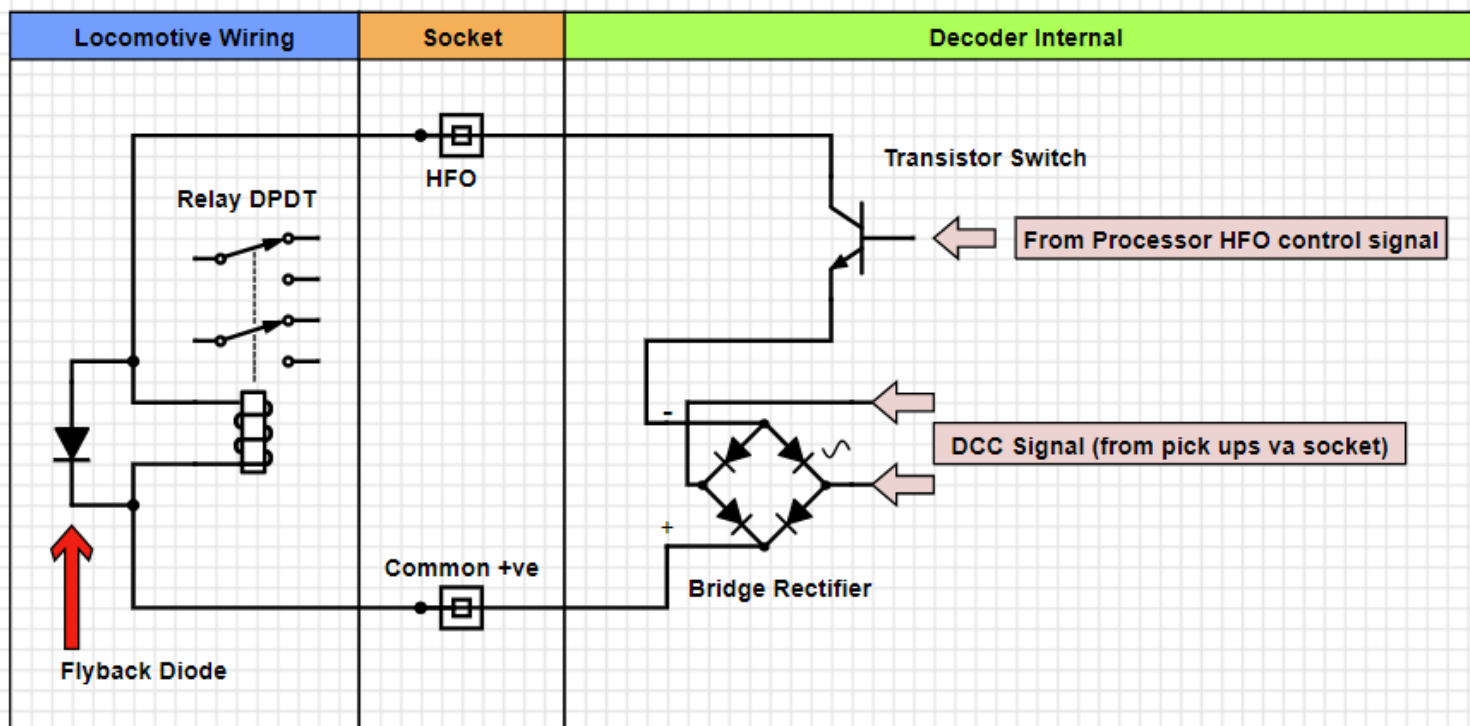 Locomotive Wiring
Socket
Decoder Internal
HFO
Transistor Switch
Relay DPDT
From Processor HFO control signal
-
DCC Signal (from pick ups va socket)
+
Common +ve
Bridge Rectifier
Flyback Diode